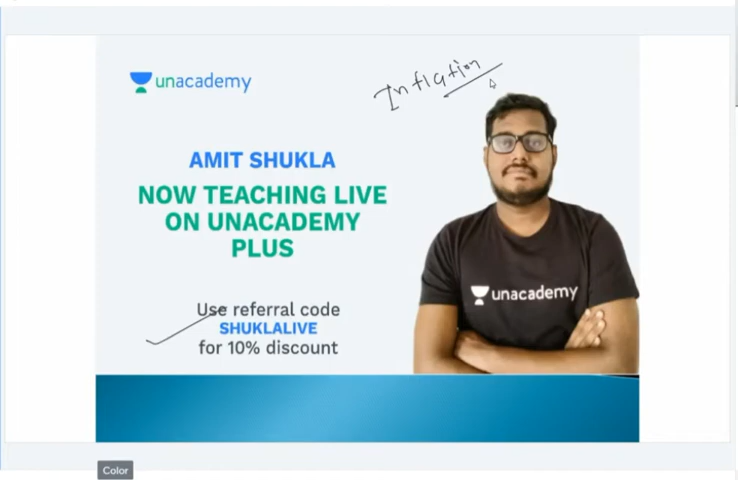 unacademy
Inflation
AMIT SHUKLA
NOW TEACHING LIVE
ON UNACADEMY
PLUS
unacademy
Use referral code
SHUKLALIVE
for 10% discount
Color